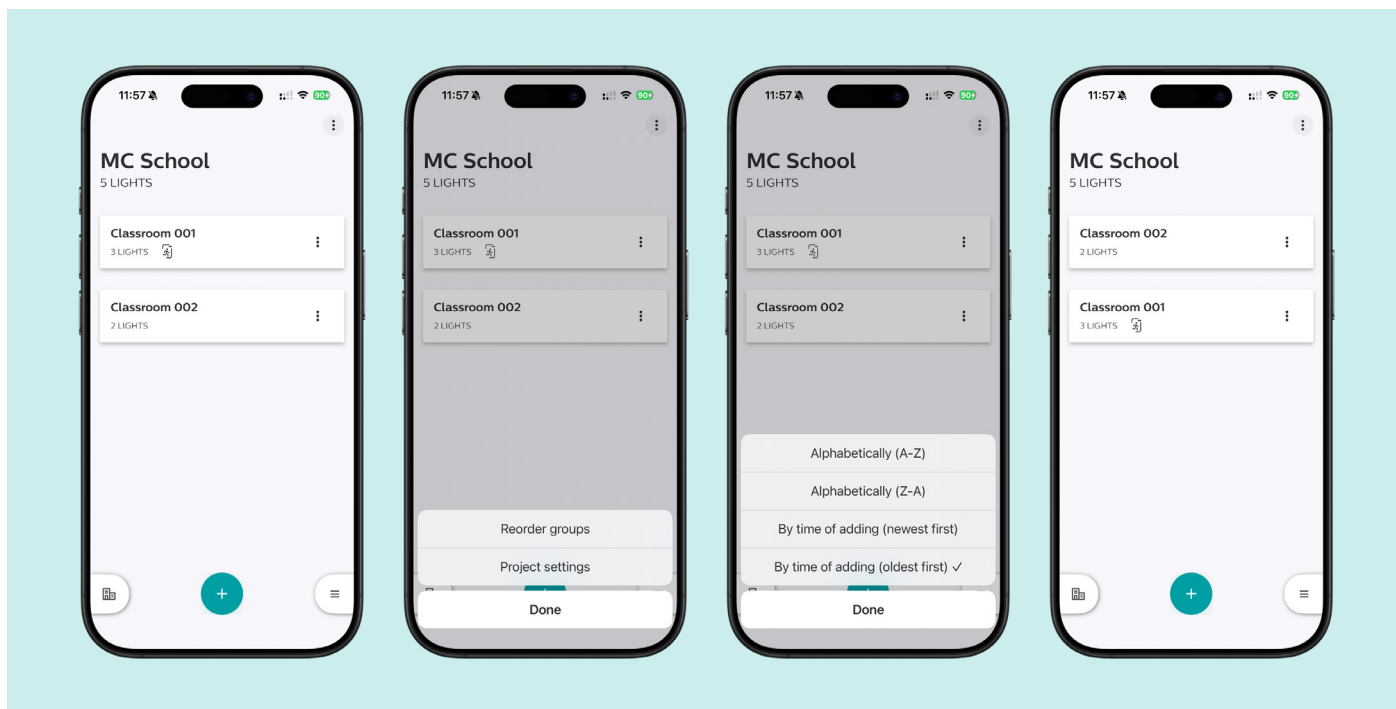 11:57
90
MC School
5 LIGHTS
Classroom 001
3 LIGHTS
Classroom 002
2 LIGHTS
11:57
90
MC School
5 LIGHTS
Classroom 001
3 LIGHTS
Classroom 002
2 LIGHTS
Reorder groups
Project settings
Done
11:57
90
MC School
5 LIGHTS
Classroom 001
3 LIGHTS
Classroom 002
2 LIGHTS
Alphabetically (A-Z)
Alphabetically (Z-A)
By time of adding (newest first)
By time of adding (oldest first) ✓
Done
11:57
90
MC School
5 LIGHTS
Classroom 002
2 LIGHTS
Classroom 001
3 LIGHTS